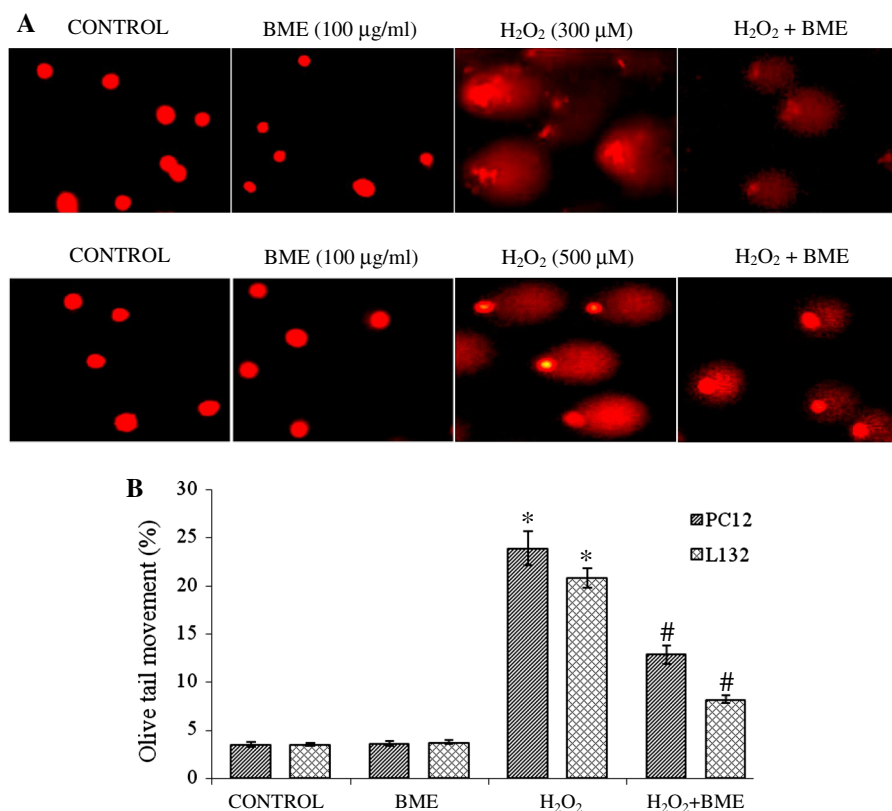 A
CONTROL BME (100 μg/ml) H₂O₂ (300 μM) H₂O₂ + BME
CONTROL BME (100 μg/ml) H₂O₂ (500 μM) H₂O₂ + BME
B
Olive tail movement (%)
30
25
20
15
10
5
0
* * # #
PC12
L132
CONTROL BME H₂O₂ H₂O₂+BME